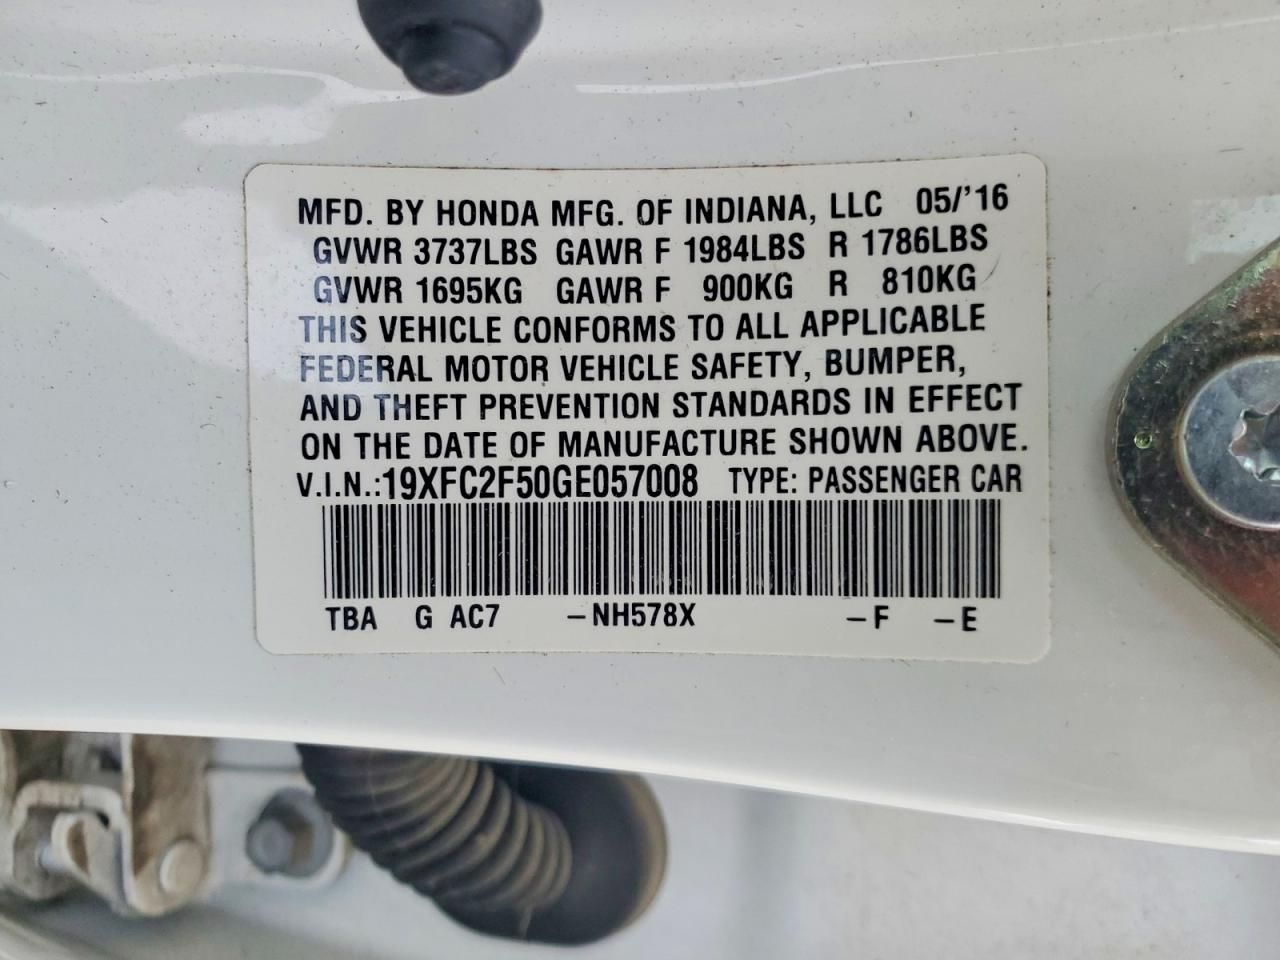 MFD. BY HONDA MFG. OF INDIANA, LLC 05/'16
GVWR 3737LBS GAWR F 1984LBS R 1786LBS
GVWR 1695KG GAWR F 900KG R 810KG
THIS VEHICLE CONFORMS TO ALL APPLICABLE
FEDERAL MOTOR VEHICLE SAFETY, BUMPER,
AND THEFT PREVENTION STANDARDS IN EFFECT
ON THE DATE OF MANUFACTURE SHOWN ABOVE.
V.I.N.:19XFC2F50GE057008 TYPE: PASSENGER CAR
TBA G AC7 –NH578X –F –E